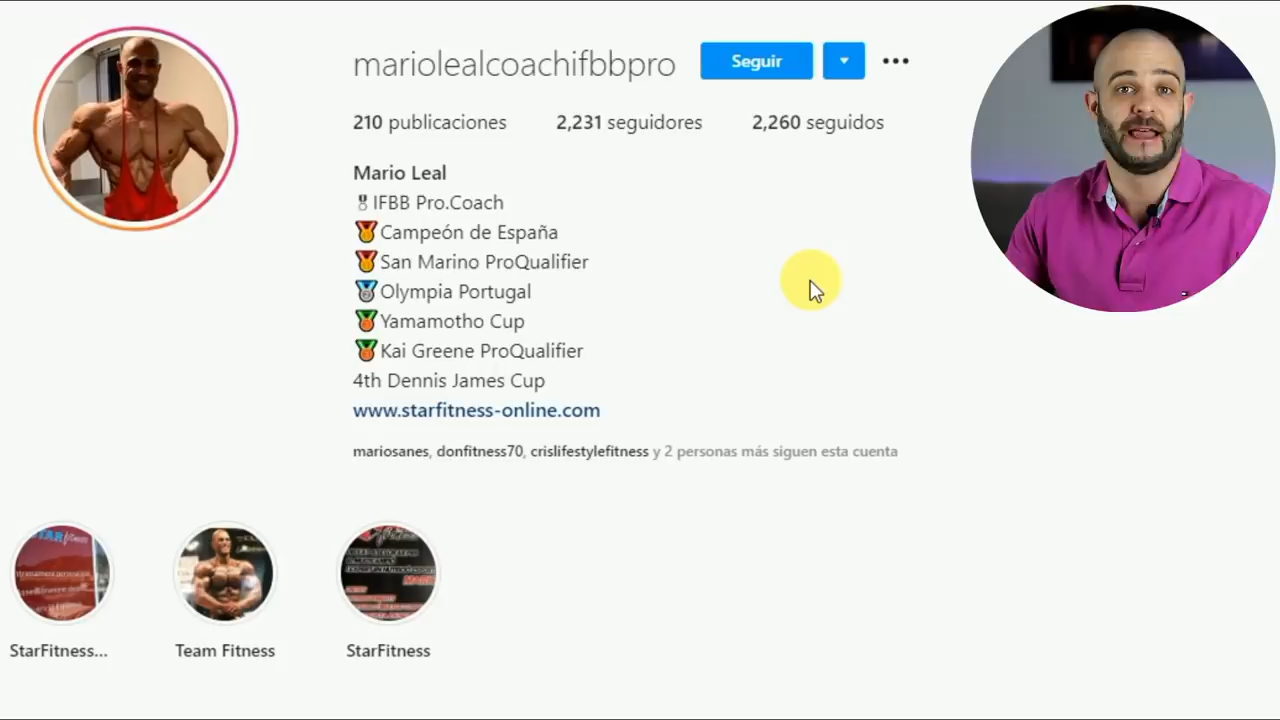 mariolealcoachifbbpro
Seguir
210 publicaciones 2,231 seguidores 2,260 seguidos
Mario Leal
🎖IFBB Pro.Coach
🥇Campeón de España
🥇San Marino ProQualifier
🥈Olympia Portugal
🥉Yamamotho Cup
🥉Kai Greene ProQualifier
4th Dennis James Cup
www.starfitness-online.com
mariosanes, donfitness70, crislifestylefitness y 2 personas más siguen esta cuenta
STARfitness
MARIO
StarFitness... Team Fitness StarFitness